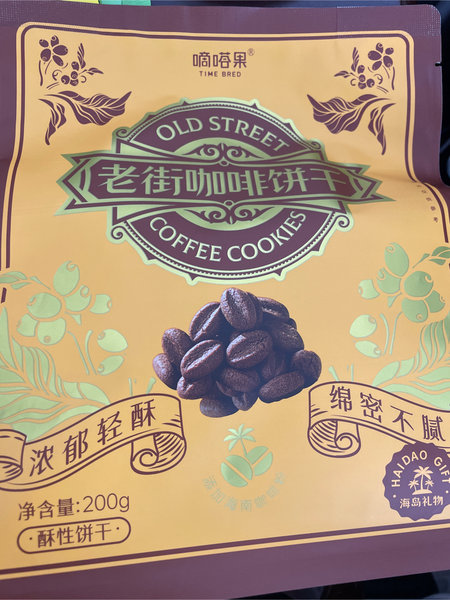 嘀嗒果®
TIME BRED
OLD STREET
老街咖啡饼干
COFFEE COOKIES
浓郁轻酥
绵密不腻
HAIDAO GIFT
海岛礼物
净含量:200g
·酥性饼干·